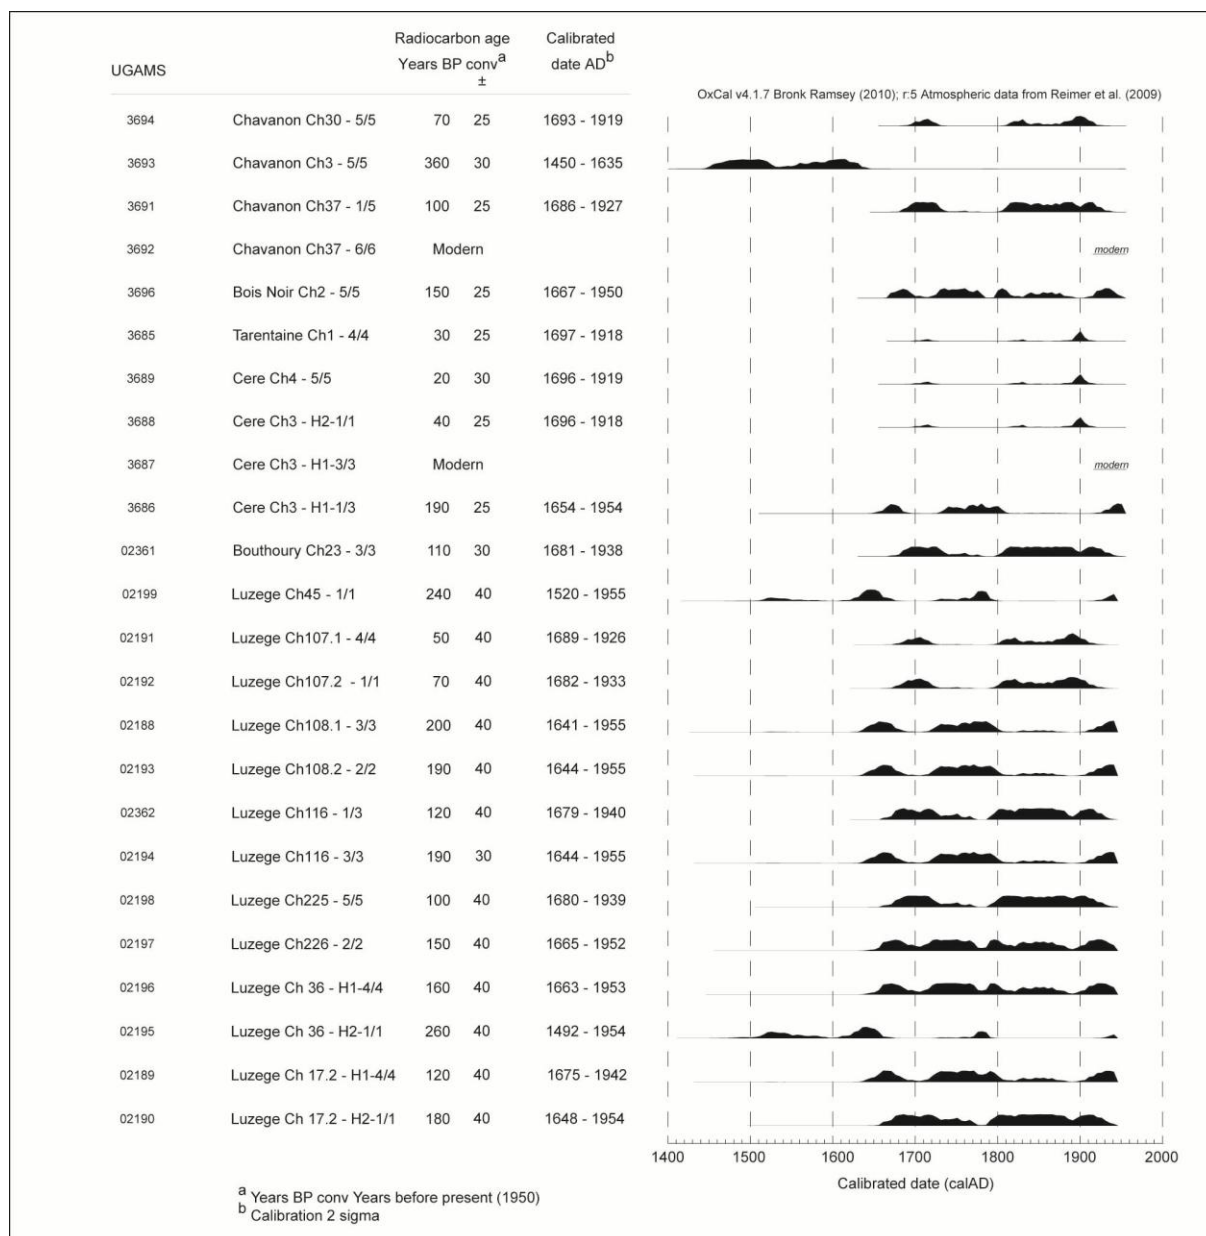 Radiocarbon age Calibrated
Years BP conv a date AD b
UGAMS ±
OxCal v4.1.7 Bronk Ramsey (2010); r:5 Atmospheric data from Reimer et al. (2009)
3694 Chavanon Ch30 - 5/5 70 25 1693 - 1919
3693 Chavanon Ch3 - 5/5 360 30 1450 - 1635
3691 Chavanon Ch37 - 1/5 100 25 1686 - 1927
3692 Chavanon Ch37 - 6/6 Modern modern
3696 Bois Noir Ch2 - 5/5 150 25 1667 - 1950
3685 Tarentaine Ch1 - 4/4 30 25 1697 - 1918
3689 Cere Ch4 - 5/5 20 30 1696 - 1919
3688 Cere Ch3 - H2-1/1 40 25 1696 - 1918
3687 Cere Ch3 - H1-3/3 Modern modern
3686 Cere Ch3 - H1-1/3 190 25 1654 - 1954
02361 Bouthoury Ch23 - 3/3 110 30 1681 - 1938
02199 Luzege Ch45 - 1/1 240 40 1520 - 1955
02191 Luzege Ch107.1 - 4/4 50 40 1689 - 1926
02192 Luzege Ch107.2 - 1/1 70 40 1682 - 1933
02188 Luzege Ch108.1 - 3/3 200 40 1641 - 1955
02193 Luzege Ch108.2 - 2/2 190 40 1644 - 1955
02362 Luzege Ch116 - 1/3 120 40 1679 - 1940
02194 Luzege Ch116 - 3/3 190 30 1644 - 1955
02198 Luzege Ch225 - 5/5 100 40 1680 - 1939
02197 Luzege Ch226 - 2/2 150 40 1665 - 1952
02196 Luzege Ch 36 - H1-4/4 160 40 1663 - 1953
02195 Luzege Ch 36 - H2-1/1 260 40 1492 - 1954
02189 Luzege Ch 17.2 - H1-4/4 120 40 1675 - 1942
02190 Luzege Ch 17.2 - H2-1/1 180 40 1648 - 1954
1400 1500 1600 1700 1800 1900 2000
Calibrated date (calAD)
a Years BP conv Years before present (1950)
b Calibration 2 sigma